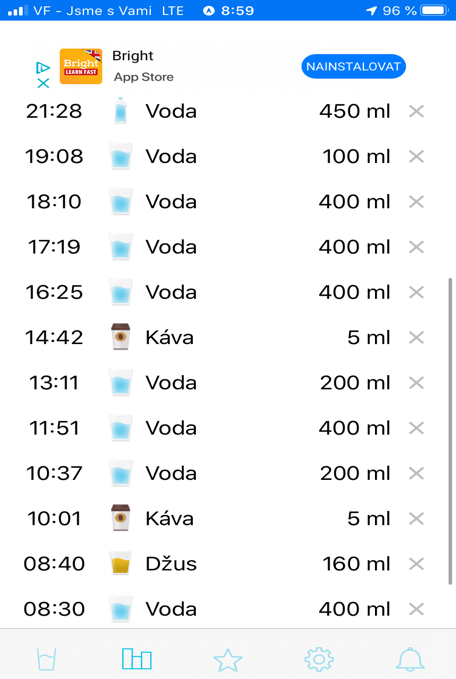 VF - Jsme s Vami LTE 8:59 96 %
Bright
LEARN FAST
Bright
App Store
NAINSTALOVAT
21:28 Voda 450 ml
19:08 Voda 100 ml
18:10 Voda 400 ml
17:19 Voda 400 ml
16:25 Voda 400 ml
14:42 Káva 5 ml
13:11 Voda 200 ml
11:51 Voda 400 ml
10:37 Voda 200 ml
10:01 Káva 5 ml
08:40 Džus 160 ml
08:30 Voda 400 ml